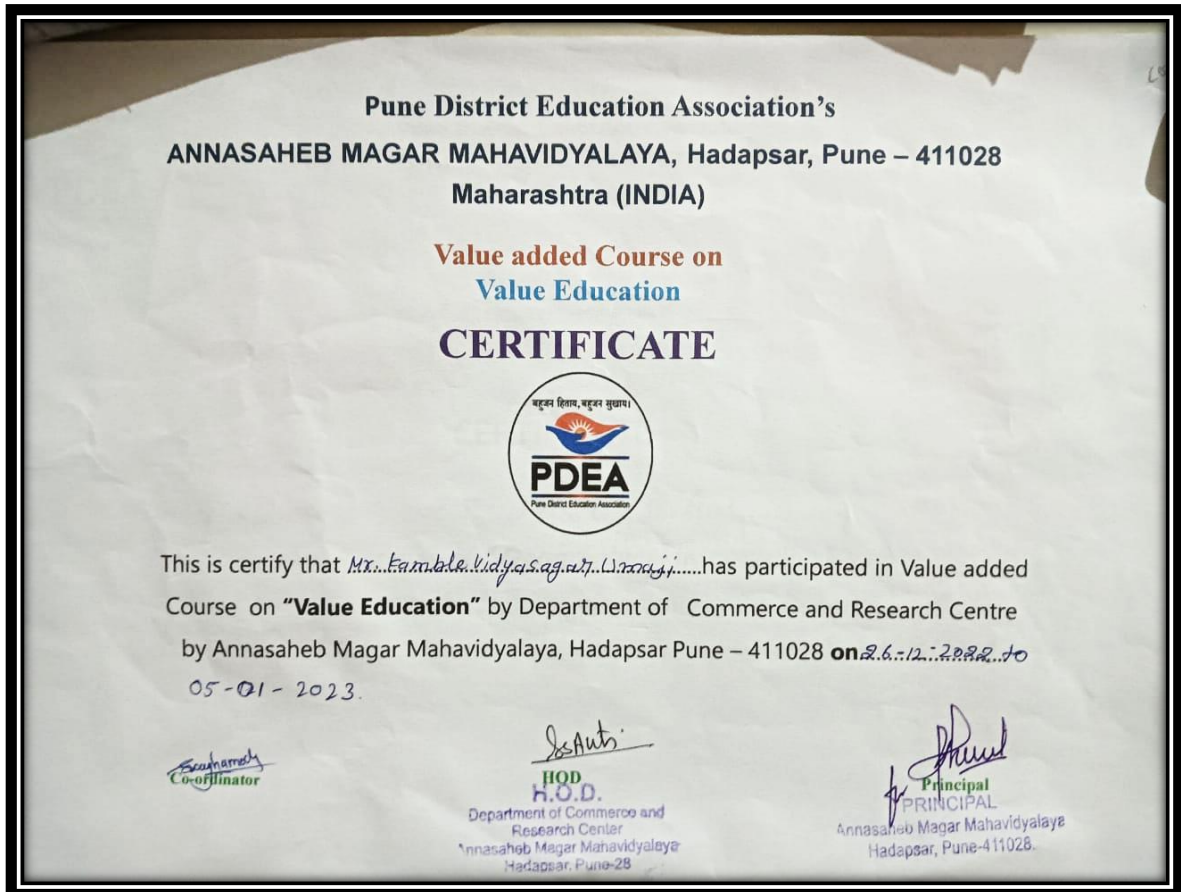 Pune District Education Association's
ANNASAHEB MAGAR MAHAVIDYALAYA, Hadapsar, Pune – 411028
Maharashtra (INDIA)
Value added Course on
Value Education
CERTIFICATE
बहुजन हिताय, बहुजन सुखाय।
PDEA
Pune District Education Association
This is certify that Mr. Kamble Vidyasagar Umaji has participated in Value added
Course on “Value Education” by Department of Commerce and Research Centre
by Annasaheb Magar Mahavidyalaya, Hadapsar Pune – 411028 on 26-12-2022 to
05-01-2023.
Co-ordinator
HOD
H.O.D.
Department of Commerce and
Research Center
Annasaheb Magar Mahavidyalaya
Hadapsar, Pune-28
Principal
PRINCIPAL
Annasaheb Magar Mahavidyalaya
Hadapsar, Pune-411028.